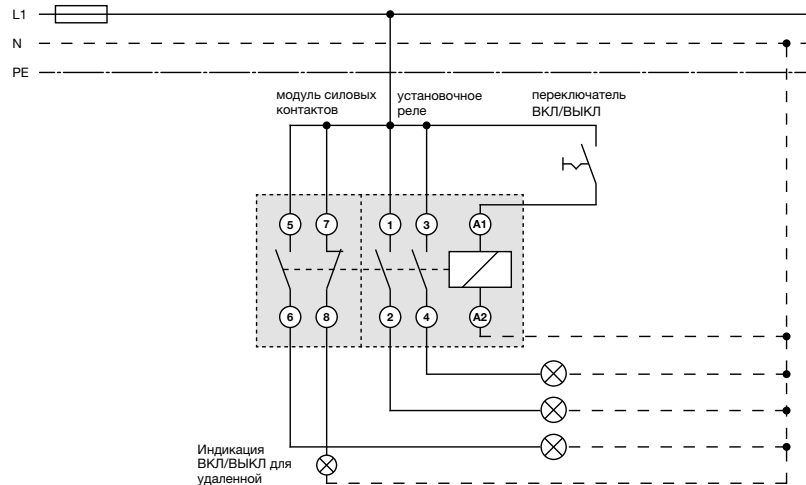 L1
N
PE
модуль силовых
контактов
установочное
реле
переключатель
ВКЛ/ВЫКЛ
5
7
1
3
A1
6
8
2
4
A2
Индикация
ВКЛ/ВЫКЛ для
удаленной